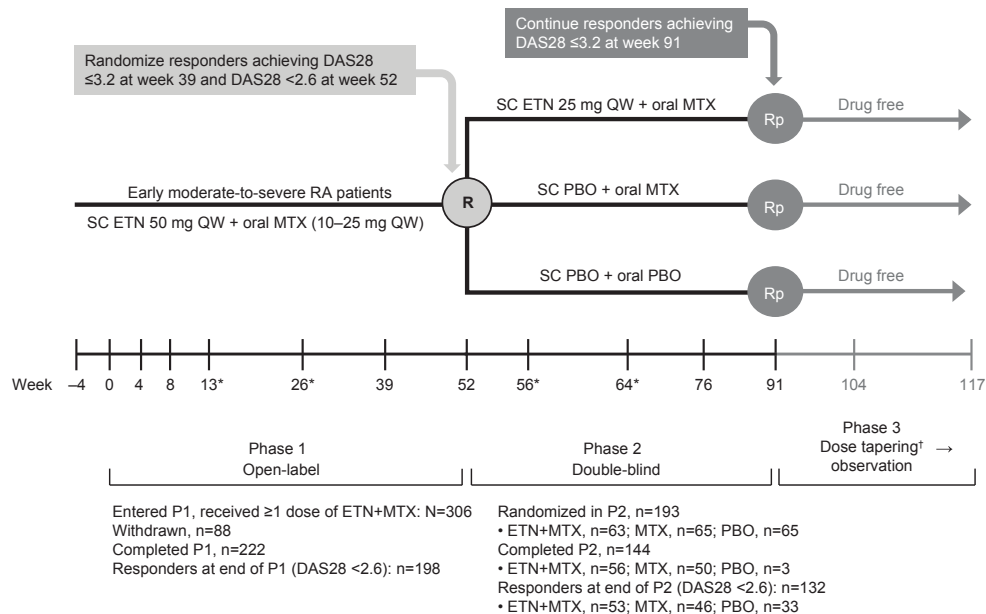 Continue responders achieving
DAS28 ≤3.2 at week 91
Randomize responders achieving DAS28
≤3.2 at week 39 and DAS28 <2.6 at week 52
SC ETN 25 mg QW + oral MTX
Rp
Drug free
Early moderate-to-severe RA patients
SC ETN 50 mg QW + oral MTX (10–25 mg QW)
R
SC PBO + oral MTX
Rp
Drug free
SC PBO + oral PBO
Rp
Drug free
Week –4 0 4 8 13* 26* 39 52 56* 64* 76 91 104 117
Phase 1
Open-label
Phase 2
Double-blind
Phase 3
Dose tapering† →
observation
Entered P1, received ≥1 dose of ETN+MTX: N=306
Withdrawn, n=88
Completed P1, n=222
Responders at end of P1 (DAS28 <2.6): n=198
Randomized in P2, n=193
• ETN+MTX, n=63; MTX, n=65; PBO, n=65
Completed P2, n=144
• ETN+MTX, n=56; MTX, n=50; PBO, n=3
Responders at end of P2 (DAS28 <2.6): n=132
• ETN+MTX, n=53; MTX, n=46; PBO, n=33